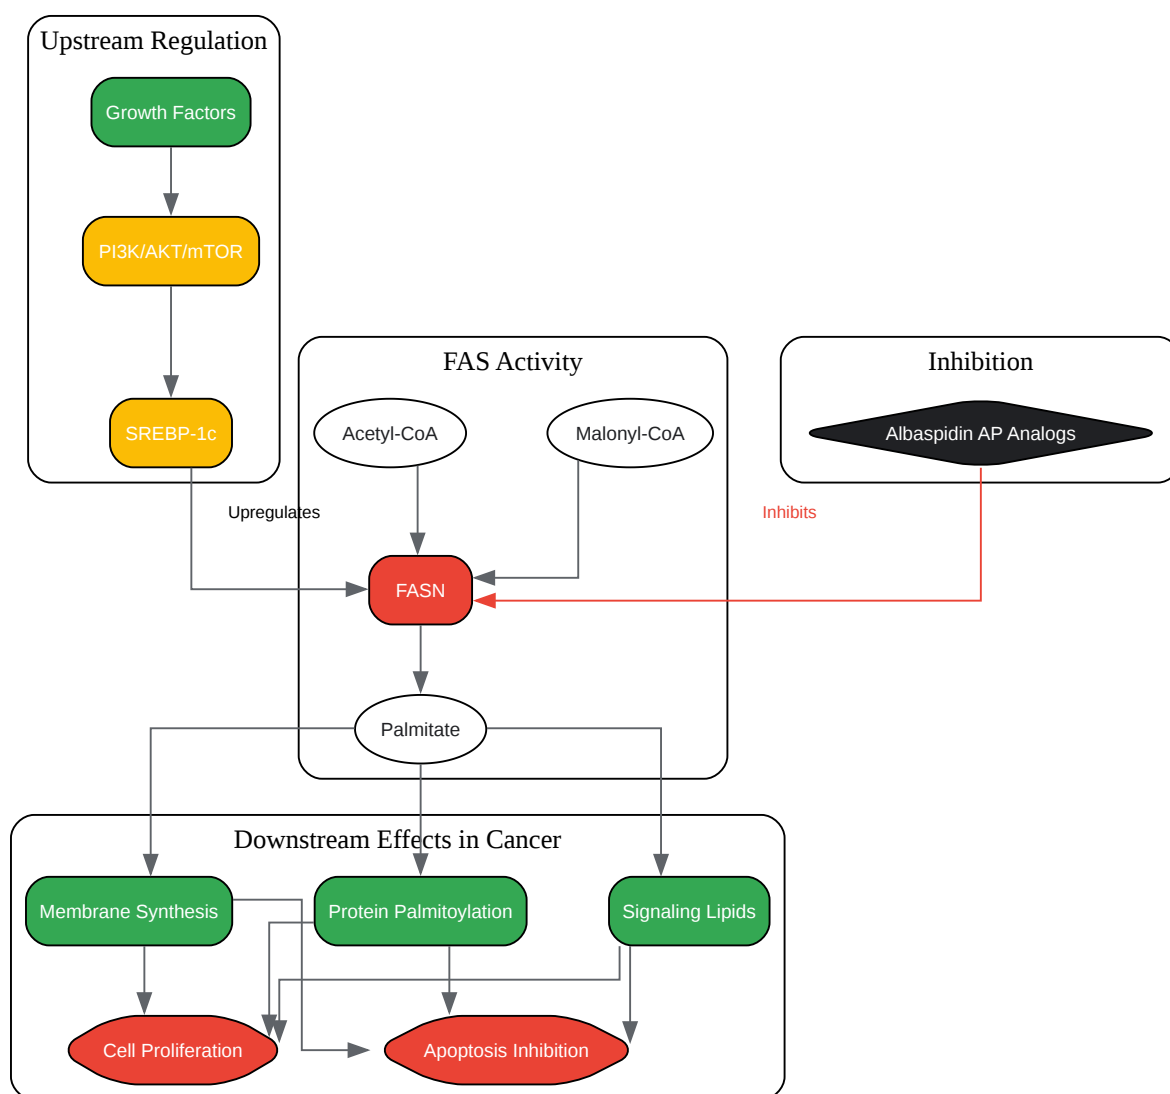 Upstream Regulation
Growth Factors
PI3K/AKT/mTOR
SREBP-1c
FAS Activity
Acetyl-CoA
Malonyl-CoA
Inhibition
Albaspidin AP Analogs
Upregulates
Inhibits
FASN
Palmitate
Downstream Effects in Cancer
Membrane Synthesis
Protein Palmitoylation
Signaling Lipids
Cell Proliferation
Apoptosis Inhibition